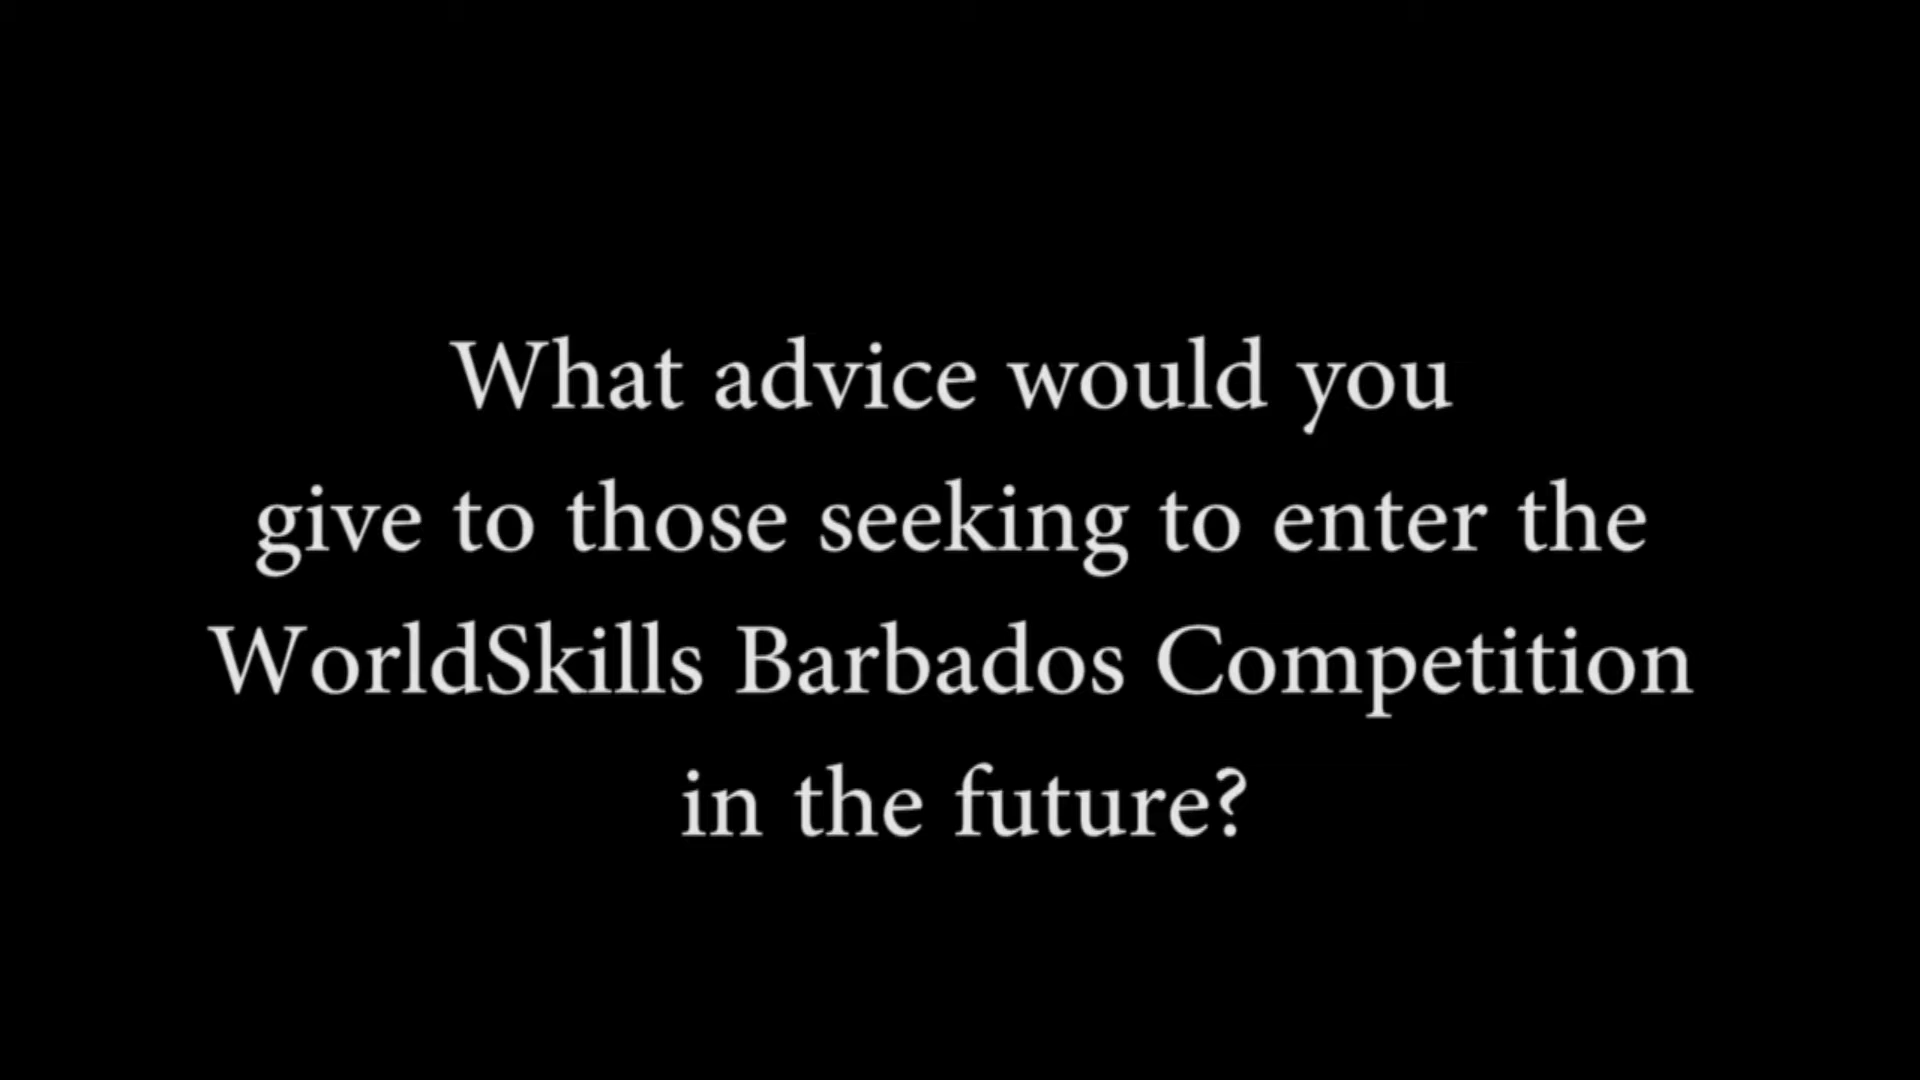 What advice would you
give to those seeking to enter the
WorldSkills Barbados Competition
in the future?